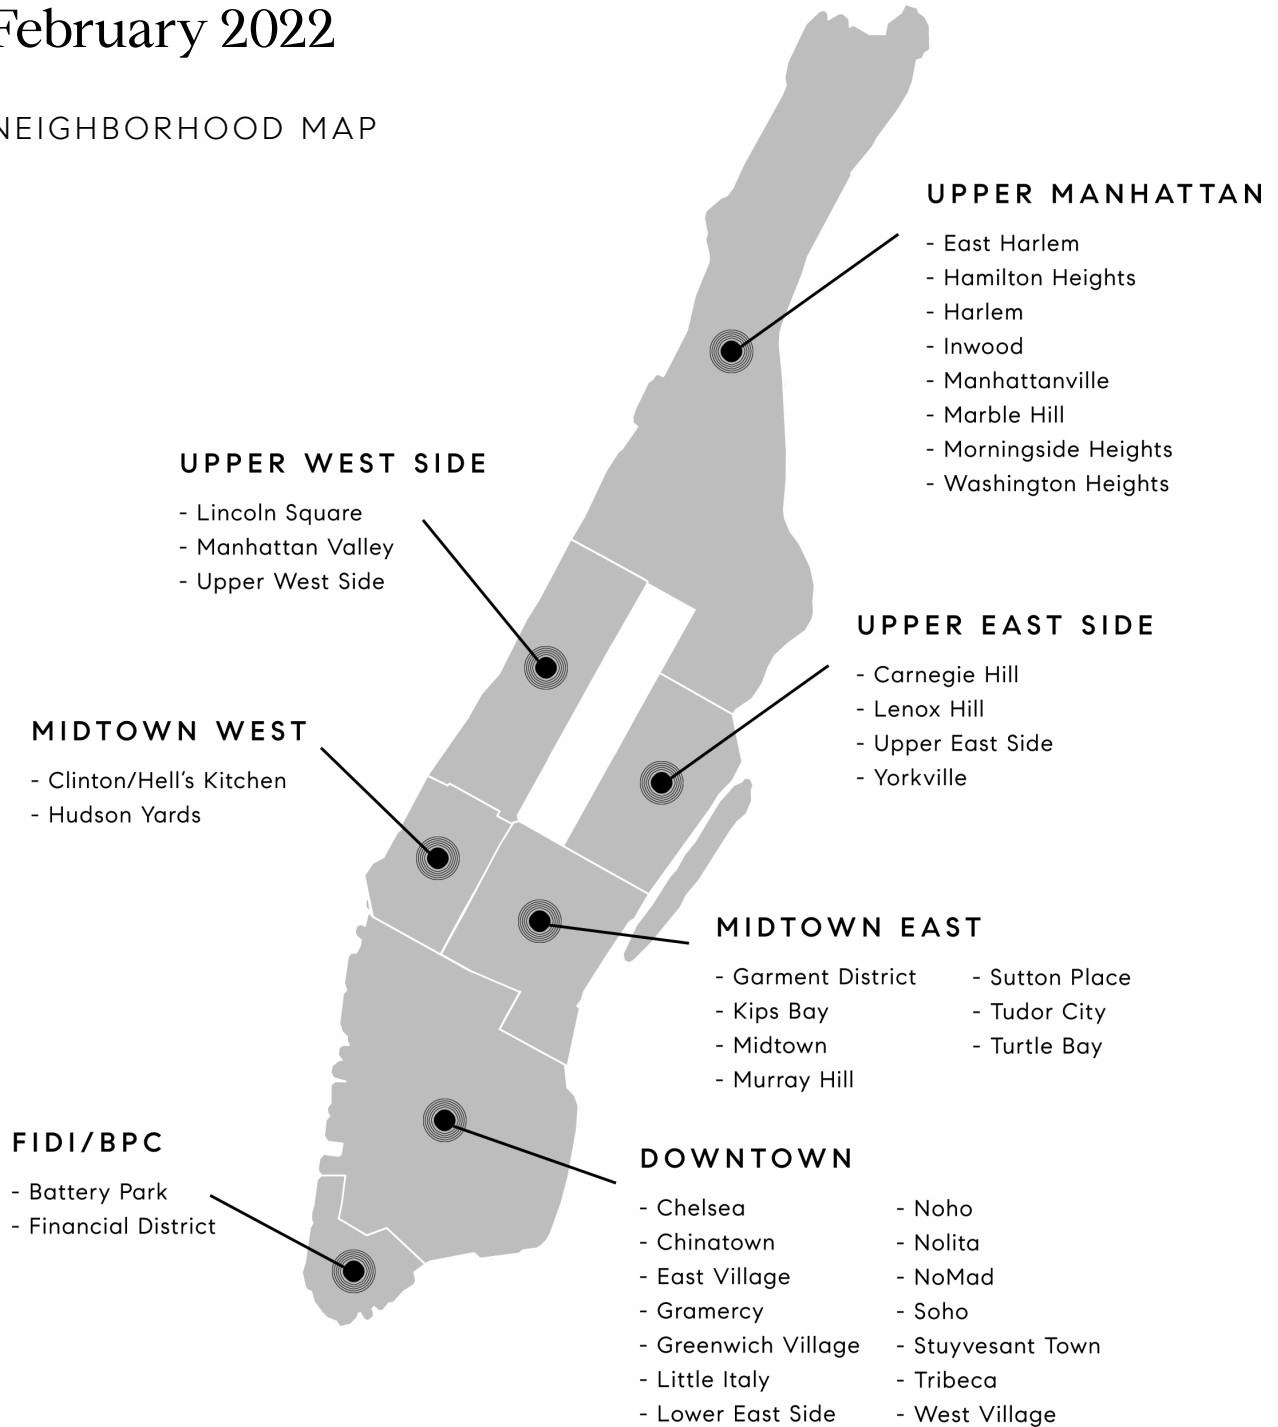 February 2022
NEIGHBORHOOD MAP
UPPER MANHATTAN
- East Harlem
- Hamilton Heights
- Harlem
- Inwood
- Manhattanville
- Marble Hill
- Morningside Heights
- Washington Heights
UPPER WEST SIDE
- Lincoln Square
- Manhattan Valley
- Upper West Side
UPPER EAST SIDE
- Carnegie Hill
- Lenox Hill
- Upper East Side
- Yorkville
MIDTOWN WEST
- Clinton/Hell's Kitchen
- Hudson Yards
MIDTOWN EAST
- Garment District
- Kips Bay
- Midtown
- Murray Hill
- Sutton Place
- Tudor City
- Turtle Bay
FIDI/BPC
- Battery Park
- Financial District
DOWNTOWN
- Chelsea
- Chinatown
- East Village
- Gramercy
- Greenwich Village
- Little Italy
- Lower East Side
- Noho
- Nolita
- NoMad
- Soho
- Stuyvesant Town
- Tribeca
- West Village